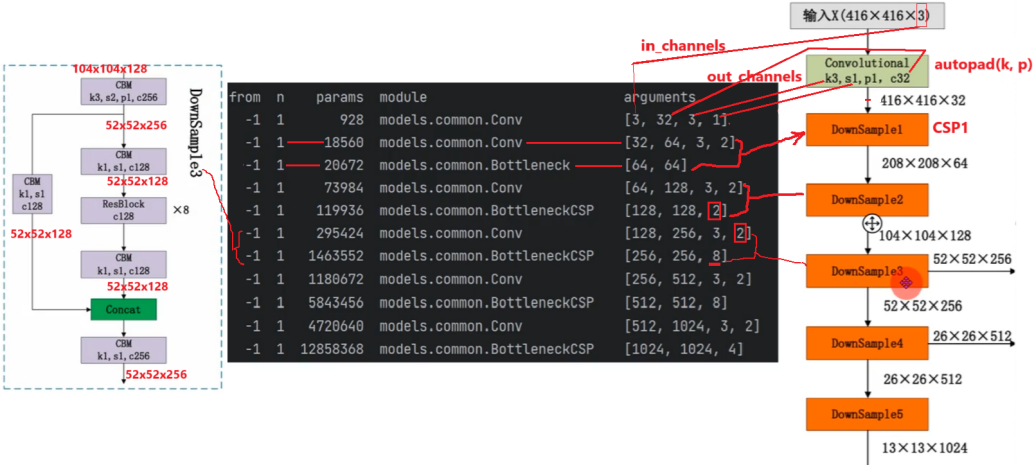 104x104x128
CBM
k3, s2, p1, c256
52x52x256
CBM
k1, s1, c128
52x52x128
CBM
k1, s1
c128
ResBlock
c128
×8
52x52x128
CBM
k1, s1, c128
52x52x128
Concat
CBM
k1, s1, c256
52x52x256
DownSample3
from n params module arguments
-1 1 928 models.common.Conv [3, 32, 3, 1]
-1 1 18560 models.common.Conv [32, 64, 3, 2]
-1 1 20672 models.common.Bottleneck [64, 64]
-1 1 73984 models.common.Conv [64, 128, 3, 2]
-1 1 119936 models.common.BottleneckCSP [128, 128, 2]
-1 1 295424 models.common.Conv [128, 256, 3, 2]
-1 1 1463552 models.common.BottleneckCSP [256, 256, 8]
-1 1 1180672 models.common.Conv [256, 512, 3, 2]
-1 1 5843456 models.common.BottleneckCSP [512, 512, 8]
-1 1 4720640 models.common.Conv [512, 1024, 3, 2]
-1 1 12858368 models.common.BottleneckCSP [1024, 1024, 4]
in_channels
out_channels
输入X(416×416×3)
Convolutional
k3, s1, p1, c32
autopad(k, p)
416×416×32
DownSample1
CSP1
208×208×64
DownSample2
104×104×128
DownSample3
52×52×256
52×52×256
DownSample4
26×26×512
26×26×512
DownSample5
13×13×1024